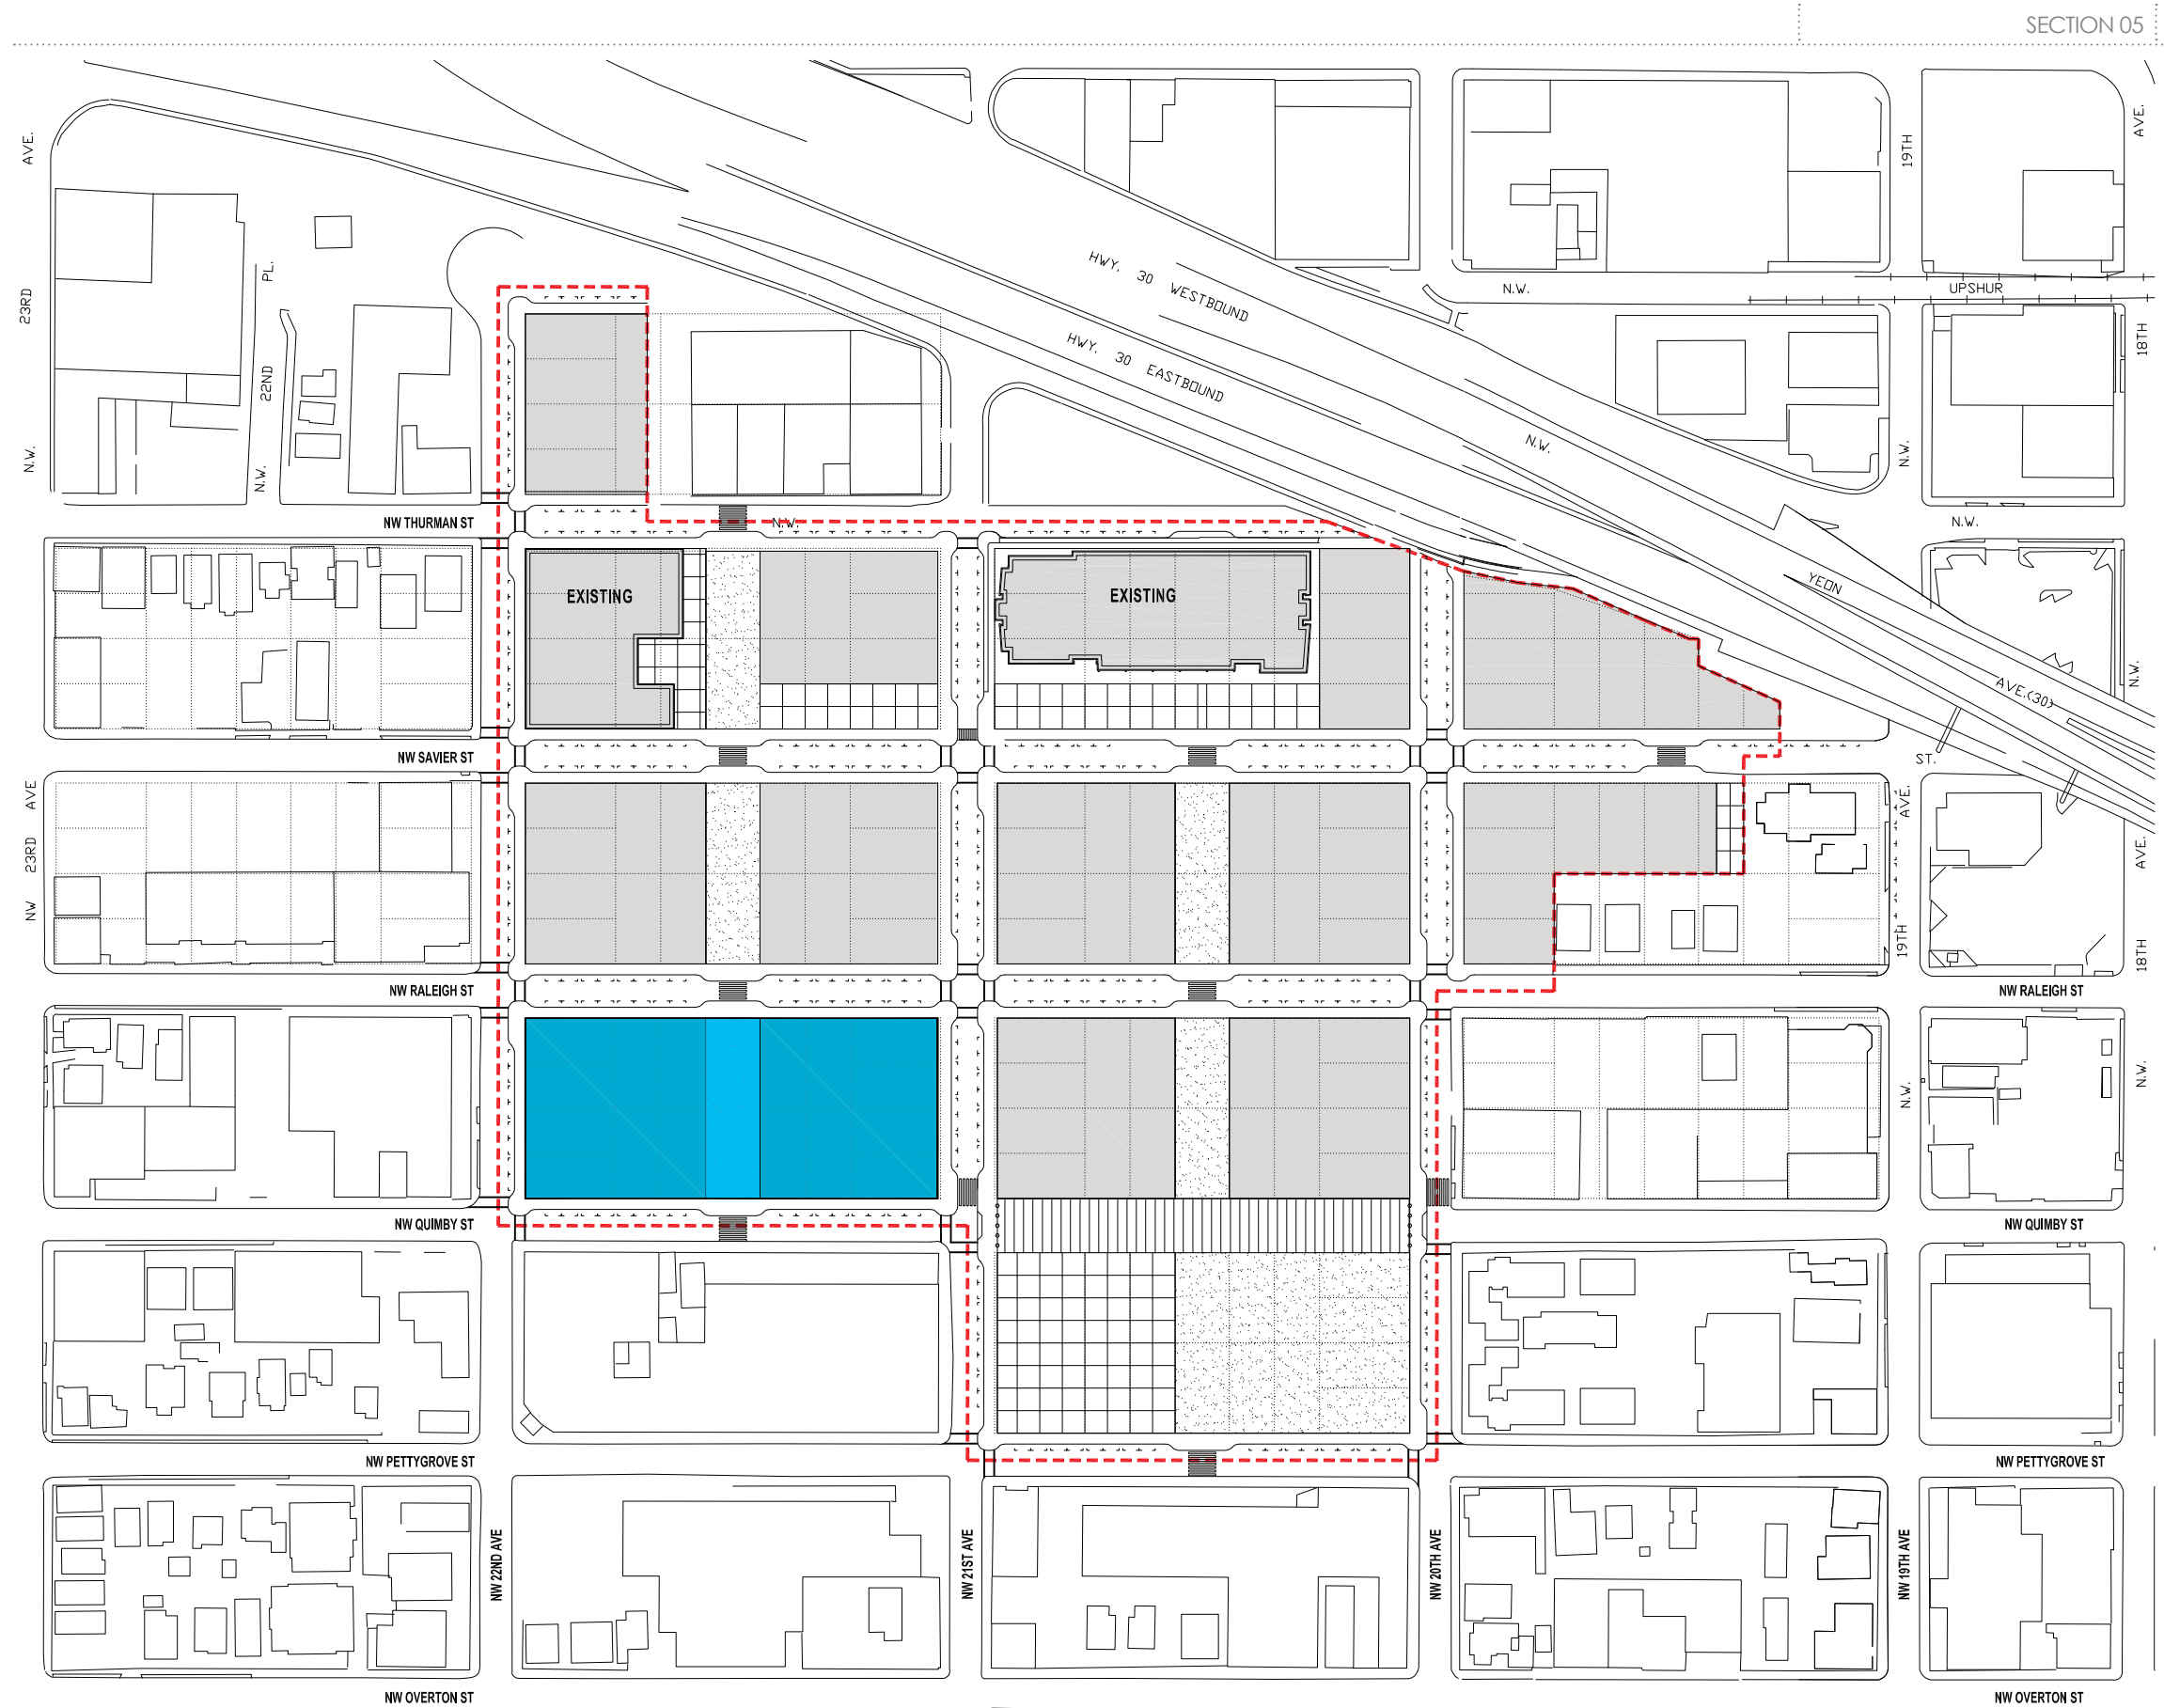 SECTION 05
AVE.
AVE.
19TH
PL.
HWY. 30 WESTBOUND
N.W.
UPSHUR
23RD
18TH
HWY. 30 EASTBOUND
22ND
N.W.
N.W.
N.W.
N.W.
NW THURMAN ST
N.W.
N.W.
EXISTING
EXISTING
YEON
N.W.
AVE.(30)
NW SAVIER ST
ST.
AVE
AVE.
23RD
AVE.
NW
19TH
18TH
NW RALEIGH ST
NW RALEIGH ST
N.W.
N.W.
NW QUIMBY ST
NW QUIMBY ST
NW PETTYGROVE ST
NW PETTYGROVE ST
NW 22ND AVE
NW 21ST AVE
NW 20TH AVE
NW 19TH AVE
NW OVERTON ST
NW OVERTON ST